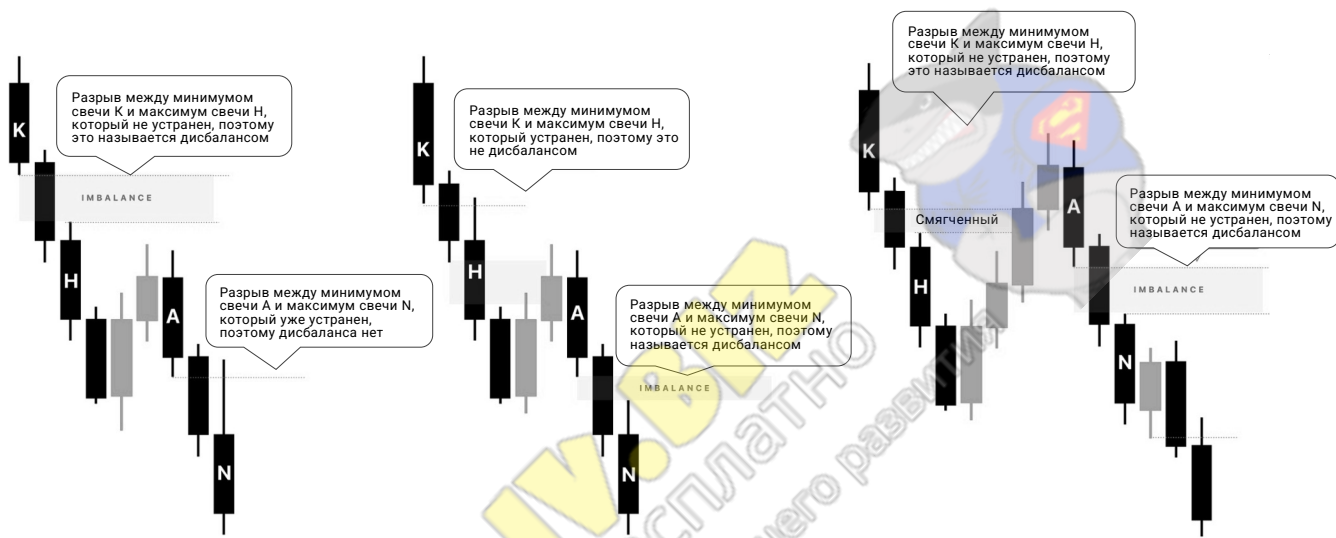 Разрыв между минимумом
свечи К и максимум свечи Н,
который не устранен, поэтому
это называется дисбалансом
K
IMBALANCE
H
A
Разрыв между минимумом
свечи А и максимум свечи N,
который уже устранен,
поэтому дисбаланса нет
N
Разрыв между минимумом
свечи К и максимум свечи Н,
который устранен, поэтому это
не дисбалансом
K
H
A
Разрыв между минимумом
свечи А и максимум свечи N,
который не устранен, поэтому
называется дисбалансом
IMBALANCE
N
Разрыв между минимумом
свечи К и максимум свечи Н,
который не устранен, поэтому
это называется дисбалансом
K
Смягченный
H
A
Разрыв между минимумом
свечи А и максимум свечи N,
который не устранен, поэтому
называется дисбалансом
IMBALANCE
N
.BIZ
развития